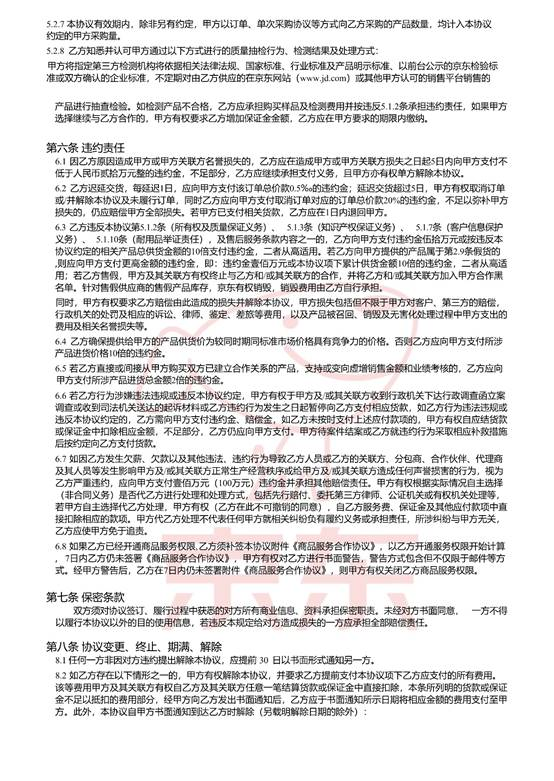 5.2.7 本协议有效期内，除非另有约定，甲方以订单、单次采购协议等方式向乙方采购的产品数量，均计入本协议
约定的甲方采购量。
5.2.8 乙方知悉并认可甲方通过以下方式进行的质量抽检行为、检测结果及处理方式：
甲方将指定第三方检测机构将依据相关法律法规、国家标准、行业标准及产品明示标准、以前台公示的京东检验标
准或双方确认的企业标准，不定期对由乙方供应的在京东网站（www.jd.com）或其他甲方认可的销售平台销售的
产品进行抽查检验。如检测产品不合格，乙方应承担购买样品及检测费用并按违反5.1.2条承担违约责任，如果甲方
选择继续与乙方合作的，甲方有权要求乙方增加保证金金额，乙方应在甲方要求的期限内缴纳。
第六条 违约责任
6.1 因乙方原因造成甲方或甲方关联方名誉损失的，乙方应在造成甲方或甲方关联方损失之日起5日内向甲方支付不
低于人民币贰拾万元整的违约金，不足部分，乙方应继续承担支付义务，且甲方亦有权单方解除本协议。
6.2 乙方迟延交货，每延迟1日，应向甲方支付该订单总价款0.5‰的违约金；延迟交货超过5日，甲方有权取消订单
或/并解除本协议及未履行订单，同时乙方应向甲方支付取消订单对应的订单总价款20%的违约金，不足以弥补甲方
损失的，仍应赔偿甲方全部损失。若甲方已支付相关货款，乙方应在1日内退回甲方。
6.3 乙方违反本协议第5.1.2条（所有权及质量保证义务）、 5.1.3条（知识产权保证义务）、 5.1.7条（客户信息保护
义务）、 5.1.10条（耐用品举证责任），及售后服务条款内容之一的，乙方向甲方支付违约金伍拾万元或按违反本
协议约定的相关产品总供货金额的10倍支付违约金，二者从高适用。若乙方向甲方提供的产品属于第2.9条假货的
,则应向甲方支付更高金额的违约金，即：违约金壹佰万元或本协议项下累计供货金额10倍的违约金，二者从高适
用；若乙方售假，甲方及其关联方有权终止与乙方和/或其关联方的合作，并将乙方和/或其关联方加入甲方合作黑
名单。针对售假供应商的售假产品库存，京东有权销毁，销毁费用由乙方自行承担。
同时，甲方有权要求乙方赔偿由此造成的损失并解除本协议，甲方损失包括但不限于甲方对客户、第三方的赔偿，
行政机关的处罚及相应的诉讼、律师、鉴定、差旅等费用，以及产品被召回、销毁及无害化处理过程中甲方支出的
费用及相关名誉损失等。
6.4 乙方确保提供给甲方的产品供货价为较同时期同标准市场价格具有竞争力的价格。否则乙方应向甲方支付所涉
产品进货价格10倍的违约金。
6.5 若乙方直接或间接从甲方购买双方已建立合作关系的产品，支持或变向虚增销售金额和业绩考核的，乙方应向
甲方支付所涉产品进货总金额2倍的违约金。
6.6 若乙方行为涉嫌违法违规或违反本协议约定，甲方有权于甲方及/或其关联方收到行政机关下达行政调查函立案
调查或收到司法机关送达的起诉材料或乙方违约行为发生之日起暂停向乙方支付相应货款，如乙方行为违法违规或
违反本协议约定的，乙方需向甲方支付违约金、赔偿金，如乙方未按时支付上述应付款项的，甲方有权自应结货款
或保证金中扣除相应金额，不足部分，乙方仍应向甲方支付。甲方待案件结案或乙方就违约行为采取相应补救措施
后按约定向乙方支付货款。
6.7 如因乙方发生欠薪、欠款以及其他违法、违约行为导致乙方人员或乙方的关联方、分包商、合作伙伴、代理商
及其人员等发生影响甲方及/或其关联方正常生产经营秩序或给甲方及/或其关联方造成任何声誉损害的行为，视为
乙方严重违约，应向甲方支付壹佰万元（100万元）违约金并承担其他赔偿责任。甲方有权根据实际情况自主选择
（非合同义务）是否代乙方进行处理和处理方式，包括先行赔付、委托第三方律师、公证机关或有权机关处理等，
若甲方自主选择代乙方处理，甲方有权（乙方在此不可撤销的同意），自乙方服务费、保证金及其他应付款项中直
接扣除相应的款项。甲方代乙方处理不代表任何甲方就相关纠纷负有履约义务或承担责任，所涉纠纷与甲方无关，
乙方应使甲方免于追责。
6.8 如果乙方已经开通商品服务权限,乙方须补签本协议附件《商品服务合作协议》，以乙方开通服务权限开始计算
，7日内乙方仍未签署《商品服务合作协议》，甲方有权对乙方进行书面警告，警告方式包含但不仅限于邮件等方
式。经甲方警告后，乙方在7日内仍未签署附件《商品服务合作协议》，则甲方有权关闭乙方商品服务权限。
第七条 保密条款
双方须对协议签订、履行过程中获悉的对方所有商业信息、资料承担保密职责。未经对方书面同意， 一方不得
以履行本协议以外的目的使用信息，若违反本规定给对方造成损失的一方应承担全部赔偿责任。
第八条 协议变更、终止、期满、解除
8.1 任何一方非因对方违约提出解除本协议，应提前 30 日以书面形式通知另一方。
8.2 如乙方存在以下情形之一的，甲方有权解除本协议，并要求乙方提前支付本协议项下乙方应支付的所有费用。
该等费用甲方及其关联方有权自乙方及其关联方任意一笔结算货款或保证金中直接扣除，本条所列明的货款或保证
金不足以抵扣的费用部分，经甲方向乙方发出书面通知后，乙方应于书面通知所示日期将相应金额的费用支付至甲
方。此外，本协议自甲方书面通知到达乙方时解除（另载明解除日期的除外）：
京东